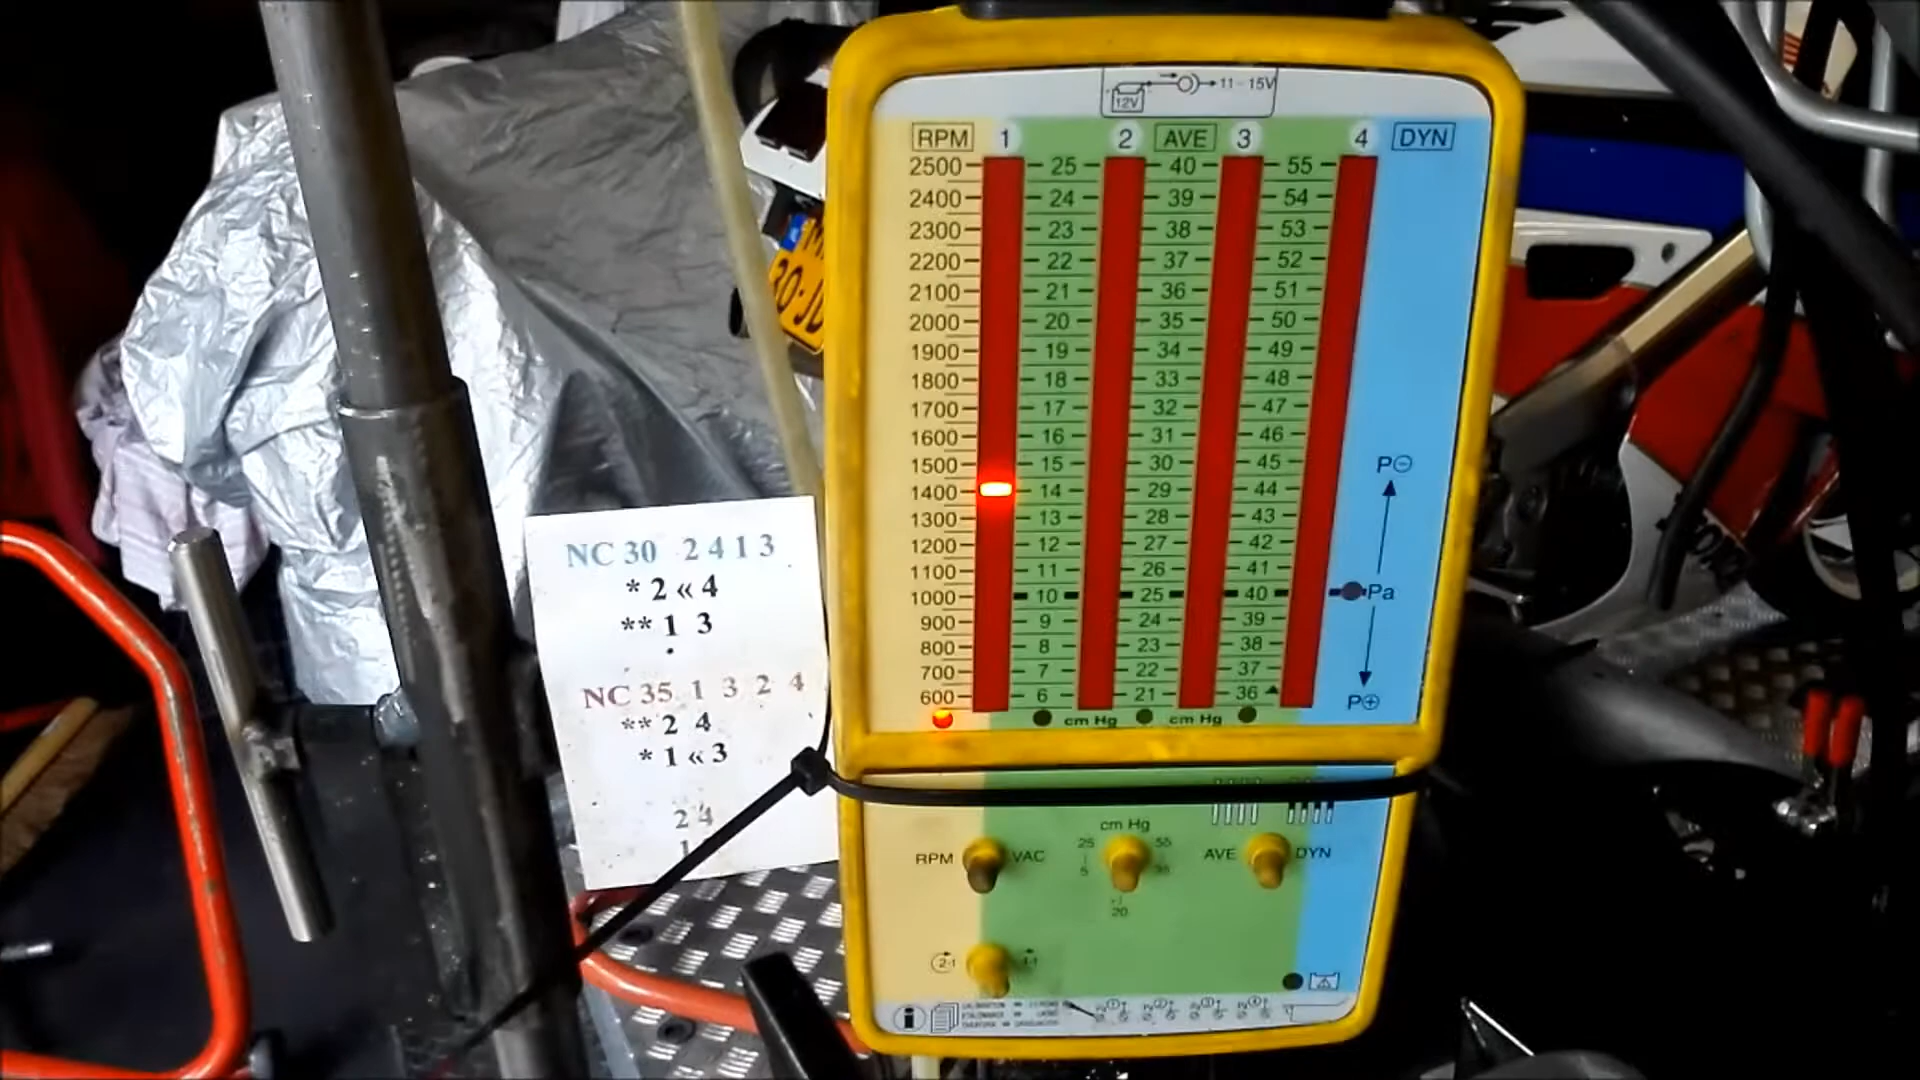 12V 11 - 15V
RPM 1 2 AVE 3 4 DYN
2500 25 40 55
2400 24 39 54
2300 23 38 53
2200 22 37 52
2100 21 36 51
2000 20 35 50
1900 19 34 49
1800 18 33 48
1700 17 32 47
1600 16 31 46
1500 15 30 45
P⊖
1400 14 29 44
1300 13 28 43
1200 12 27 42
1100 11 26 41
1000 10 25 40 Pa
900 9 24 39
800 8 23 38
700 7 22 37
600 6 21 36
P⊕
cm Hg cm Hg
NC 30 2 4 1 3
* 2 « 4
** 1 3
NC 35 1 3 2 4
** 2 4
* 1 « 3
2 4
1
cm Hg
RPM VAC
25 55
5
20
AVE DYN
2-1
i